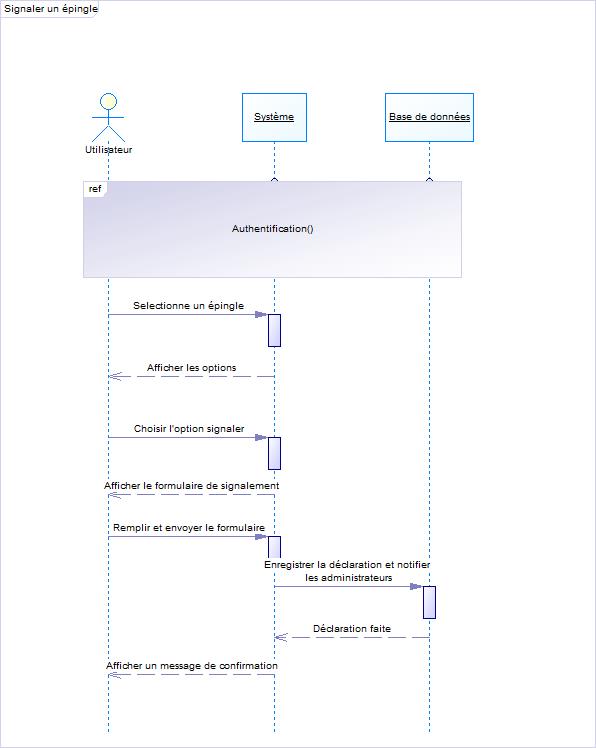 Signaler un épingle
Système
Base de données
Utilisateur
ref
Authentification()
Selectionne un épingle
Afficher les options
Choisir l'option signaler
Afficher le formulaire de signalement
Remplir et envoyer le formulaire
Enregistrer la déclaration et notifier
les administrateurs
Déclaration faite
Afficher un message de confirmation